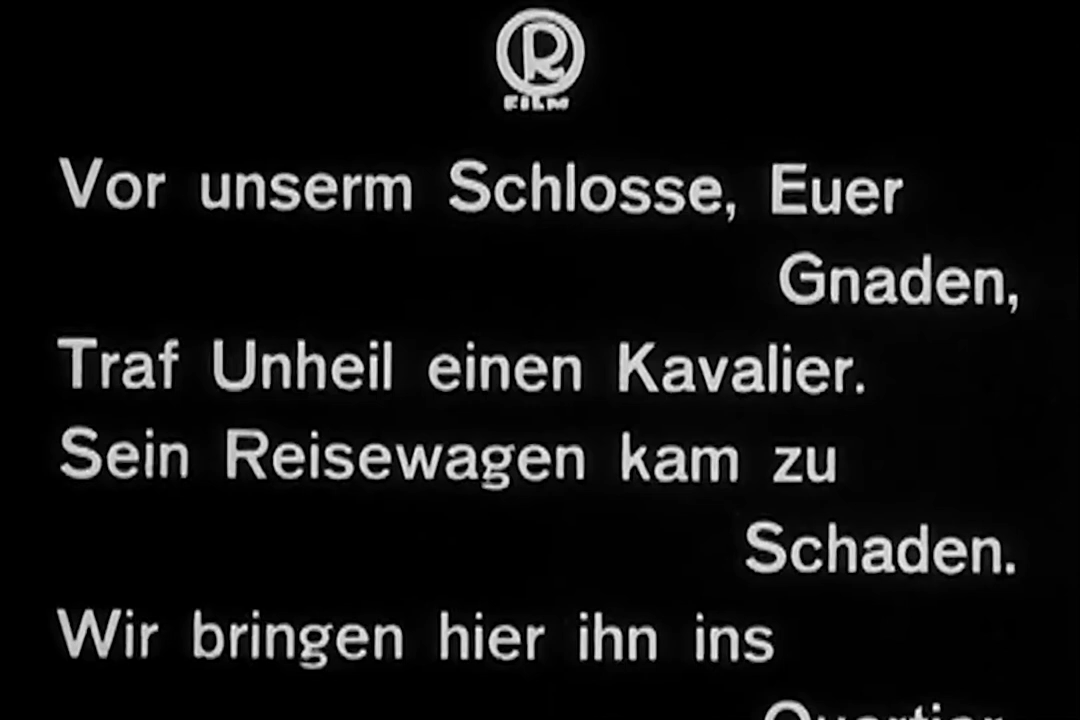 R
FILM
Vor unserm Schlosse, Euer
Gnaden,
Traf Unheil einen Kavalier.
Sein Reisewagen kam zu
Schaden.
Wir bringen hier ihn ins
Quartier